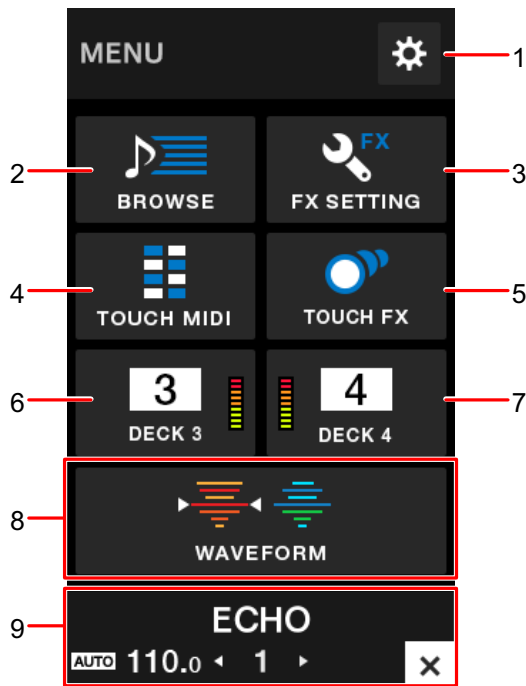 MENU
1
FX
2
BROWSE
FX SETTING
3
4
TOUCH MIDI
TOUCH FX
5
3
4
6
DECK 3
DECK 4
7
8
WAVEFORM
9
ECHO
AUTO 110.0 ◂ 1 ▸ ×